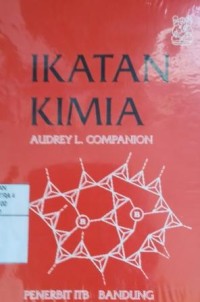 IKATAN
KIMIA
AUDREY L. COMPANION
PENERBIT ITB BANDUNG